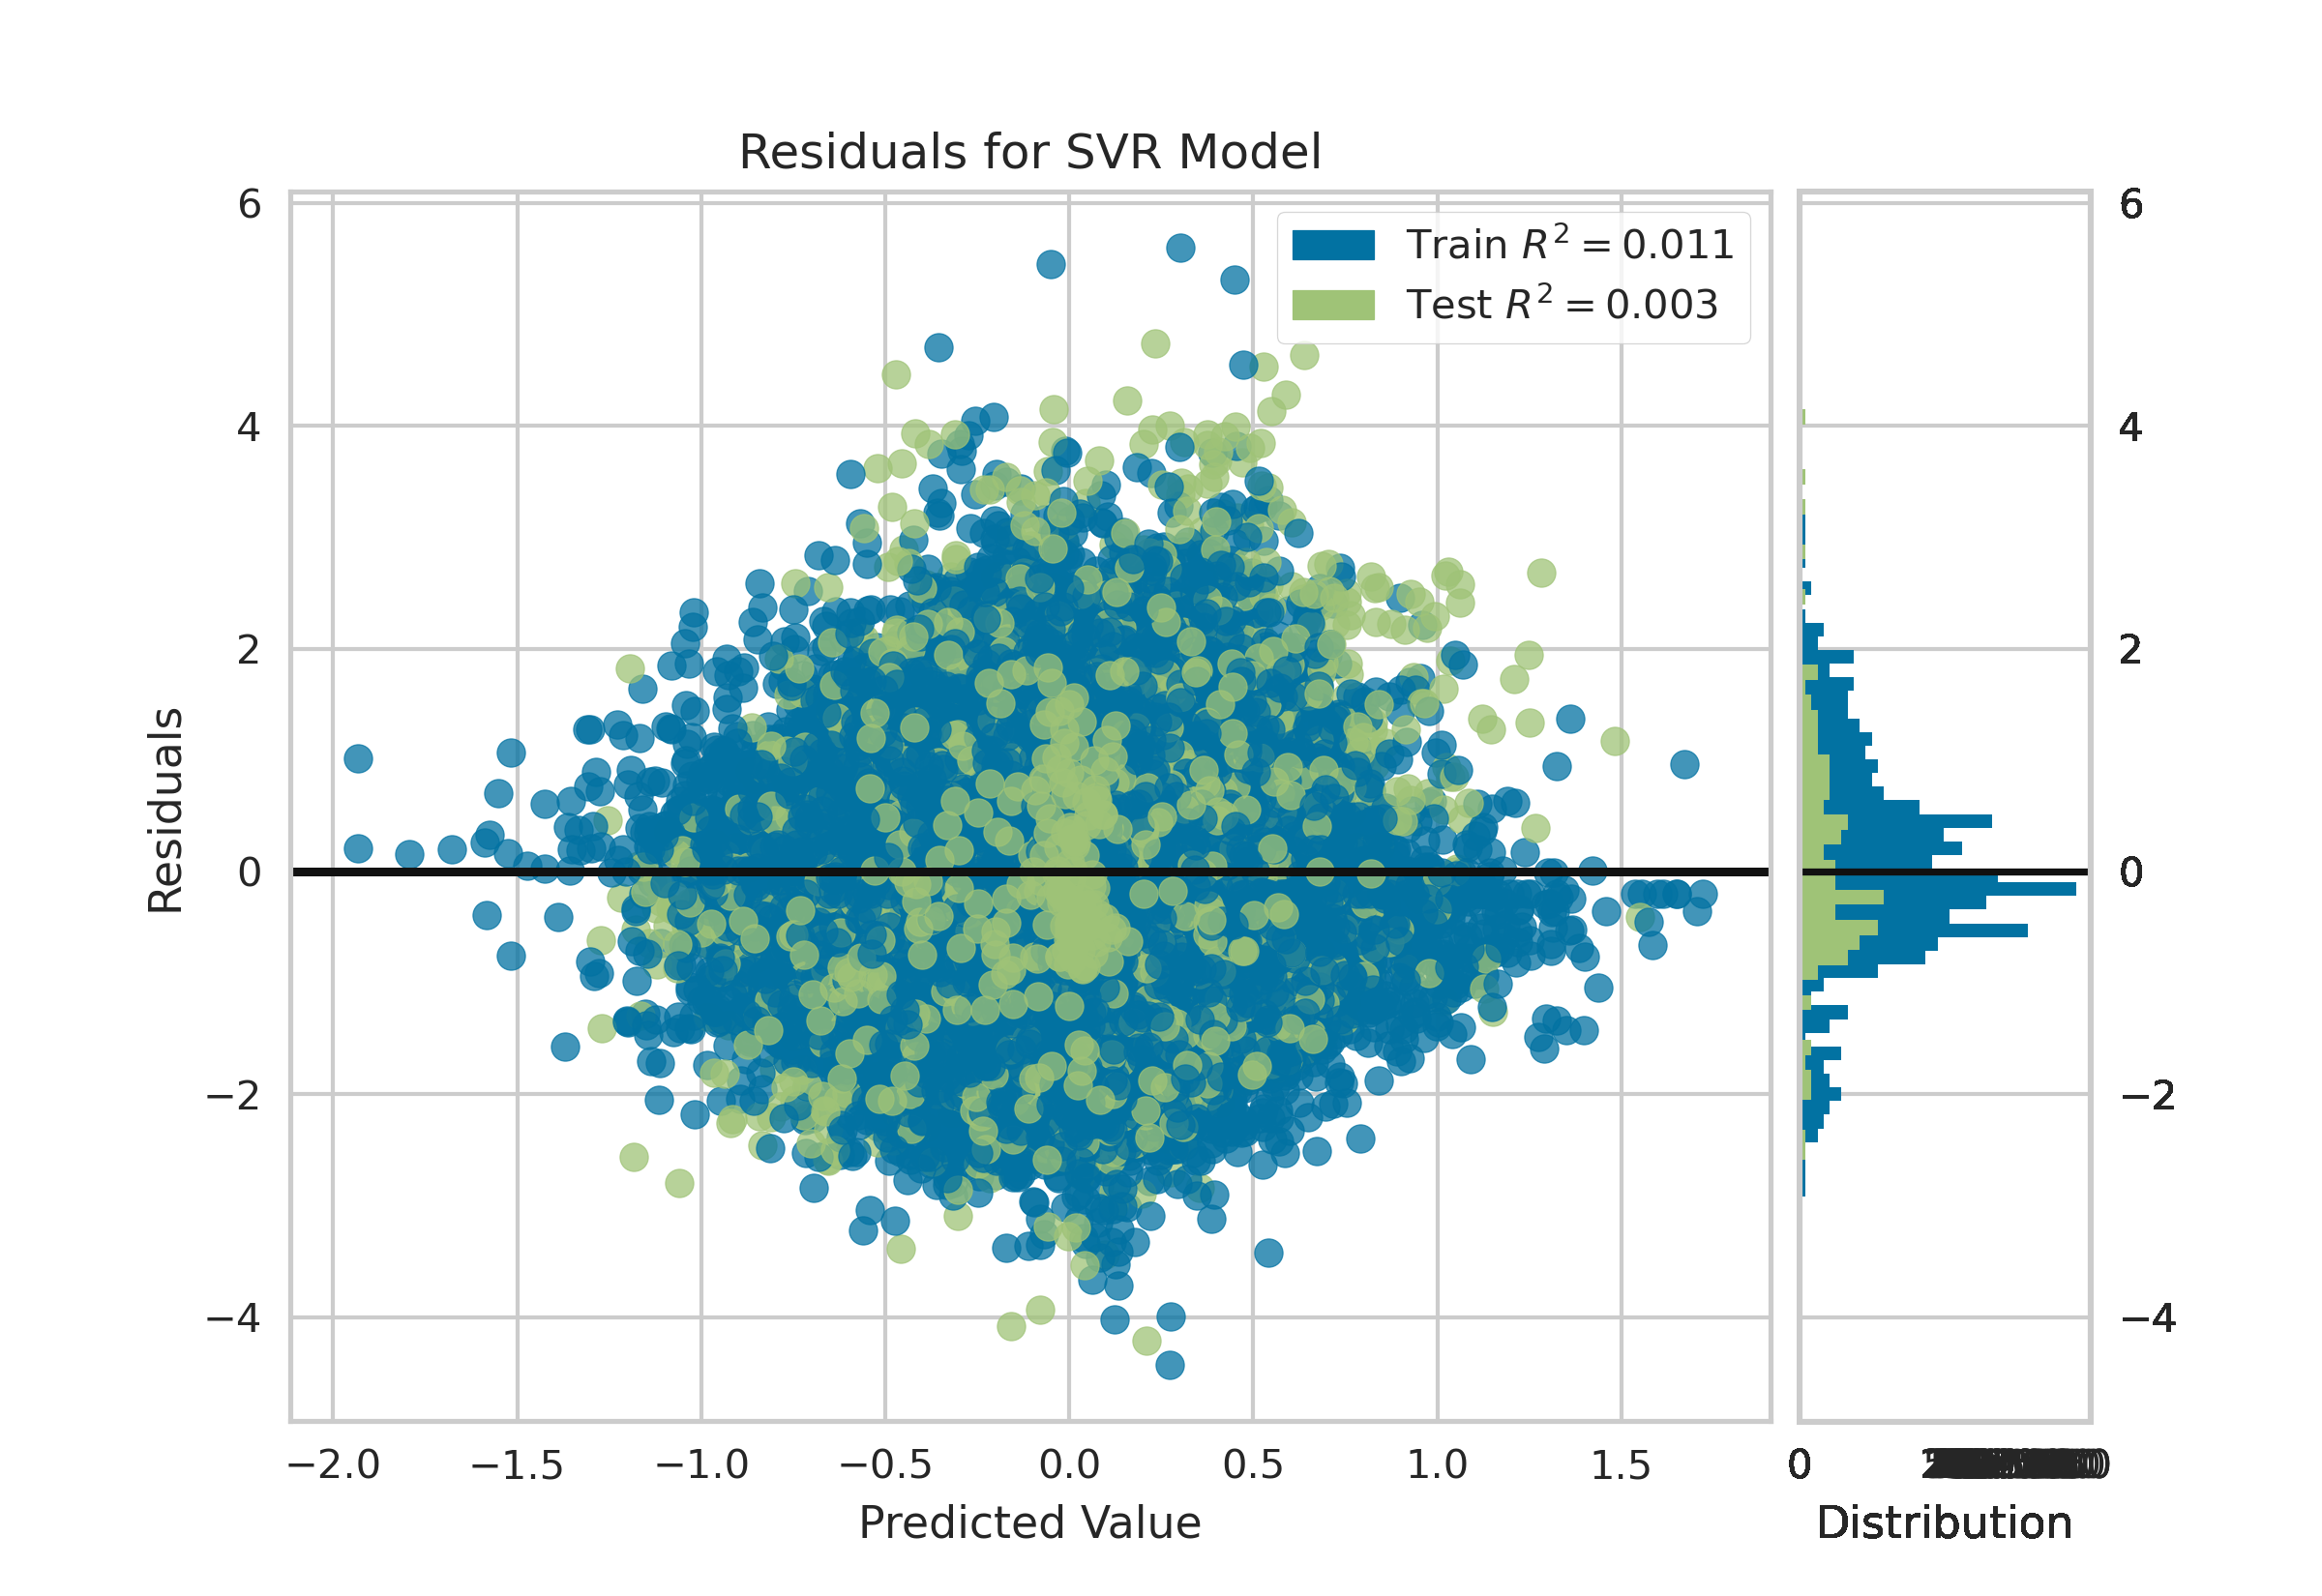 Residuals for SVR Model
Train R² = 0.011
Test R² = 0.003
6
4
2
0
−2
−4
Residuals
−2.0 −1.5 −1.0 −0.5 0.0 0.5 1.0 1.5
Predicted Value
6
4
2
0
−2
−4
0
Distribution